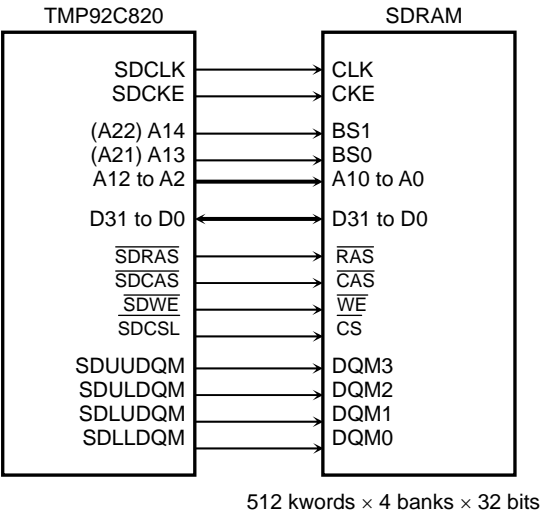 TMP92C820 SDRAM
SDCLK CLK
SDCKE CKE
(A22) A14 BS1
(A21) A13 BS0
A12 to A2 A10 to A0
D31 to D0 D31 to D0
SDRAS RAS
SDCAS CAS
SDWE WE
SDCSL CS
SDUUDQM DQM3
SDULDQM DQM2
SDLUDQM DQM1
SDLLDQM DQM0
512 kwords × 4 banks × 32 bits